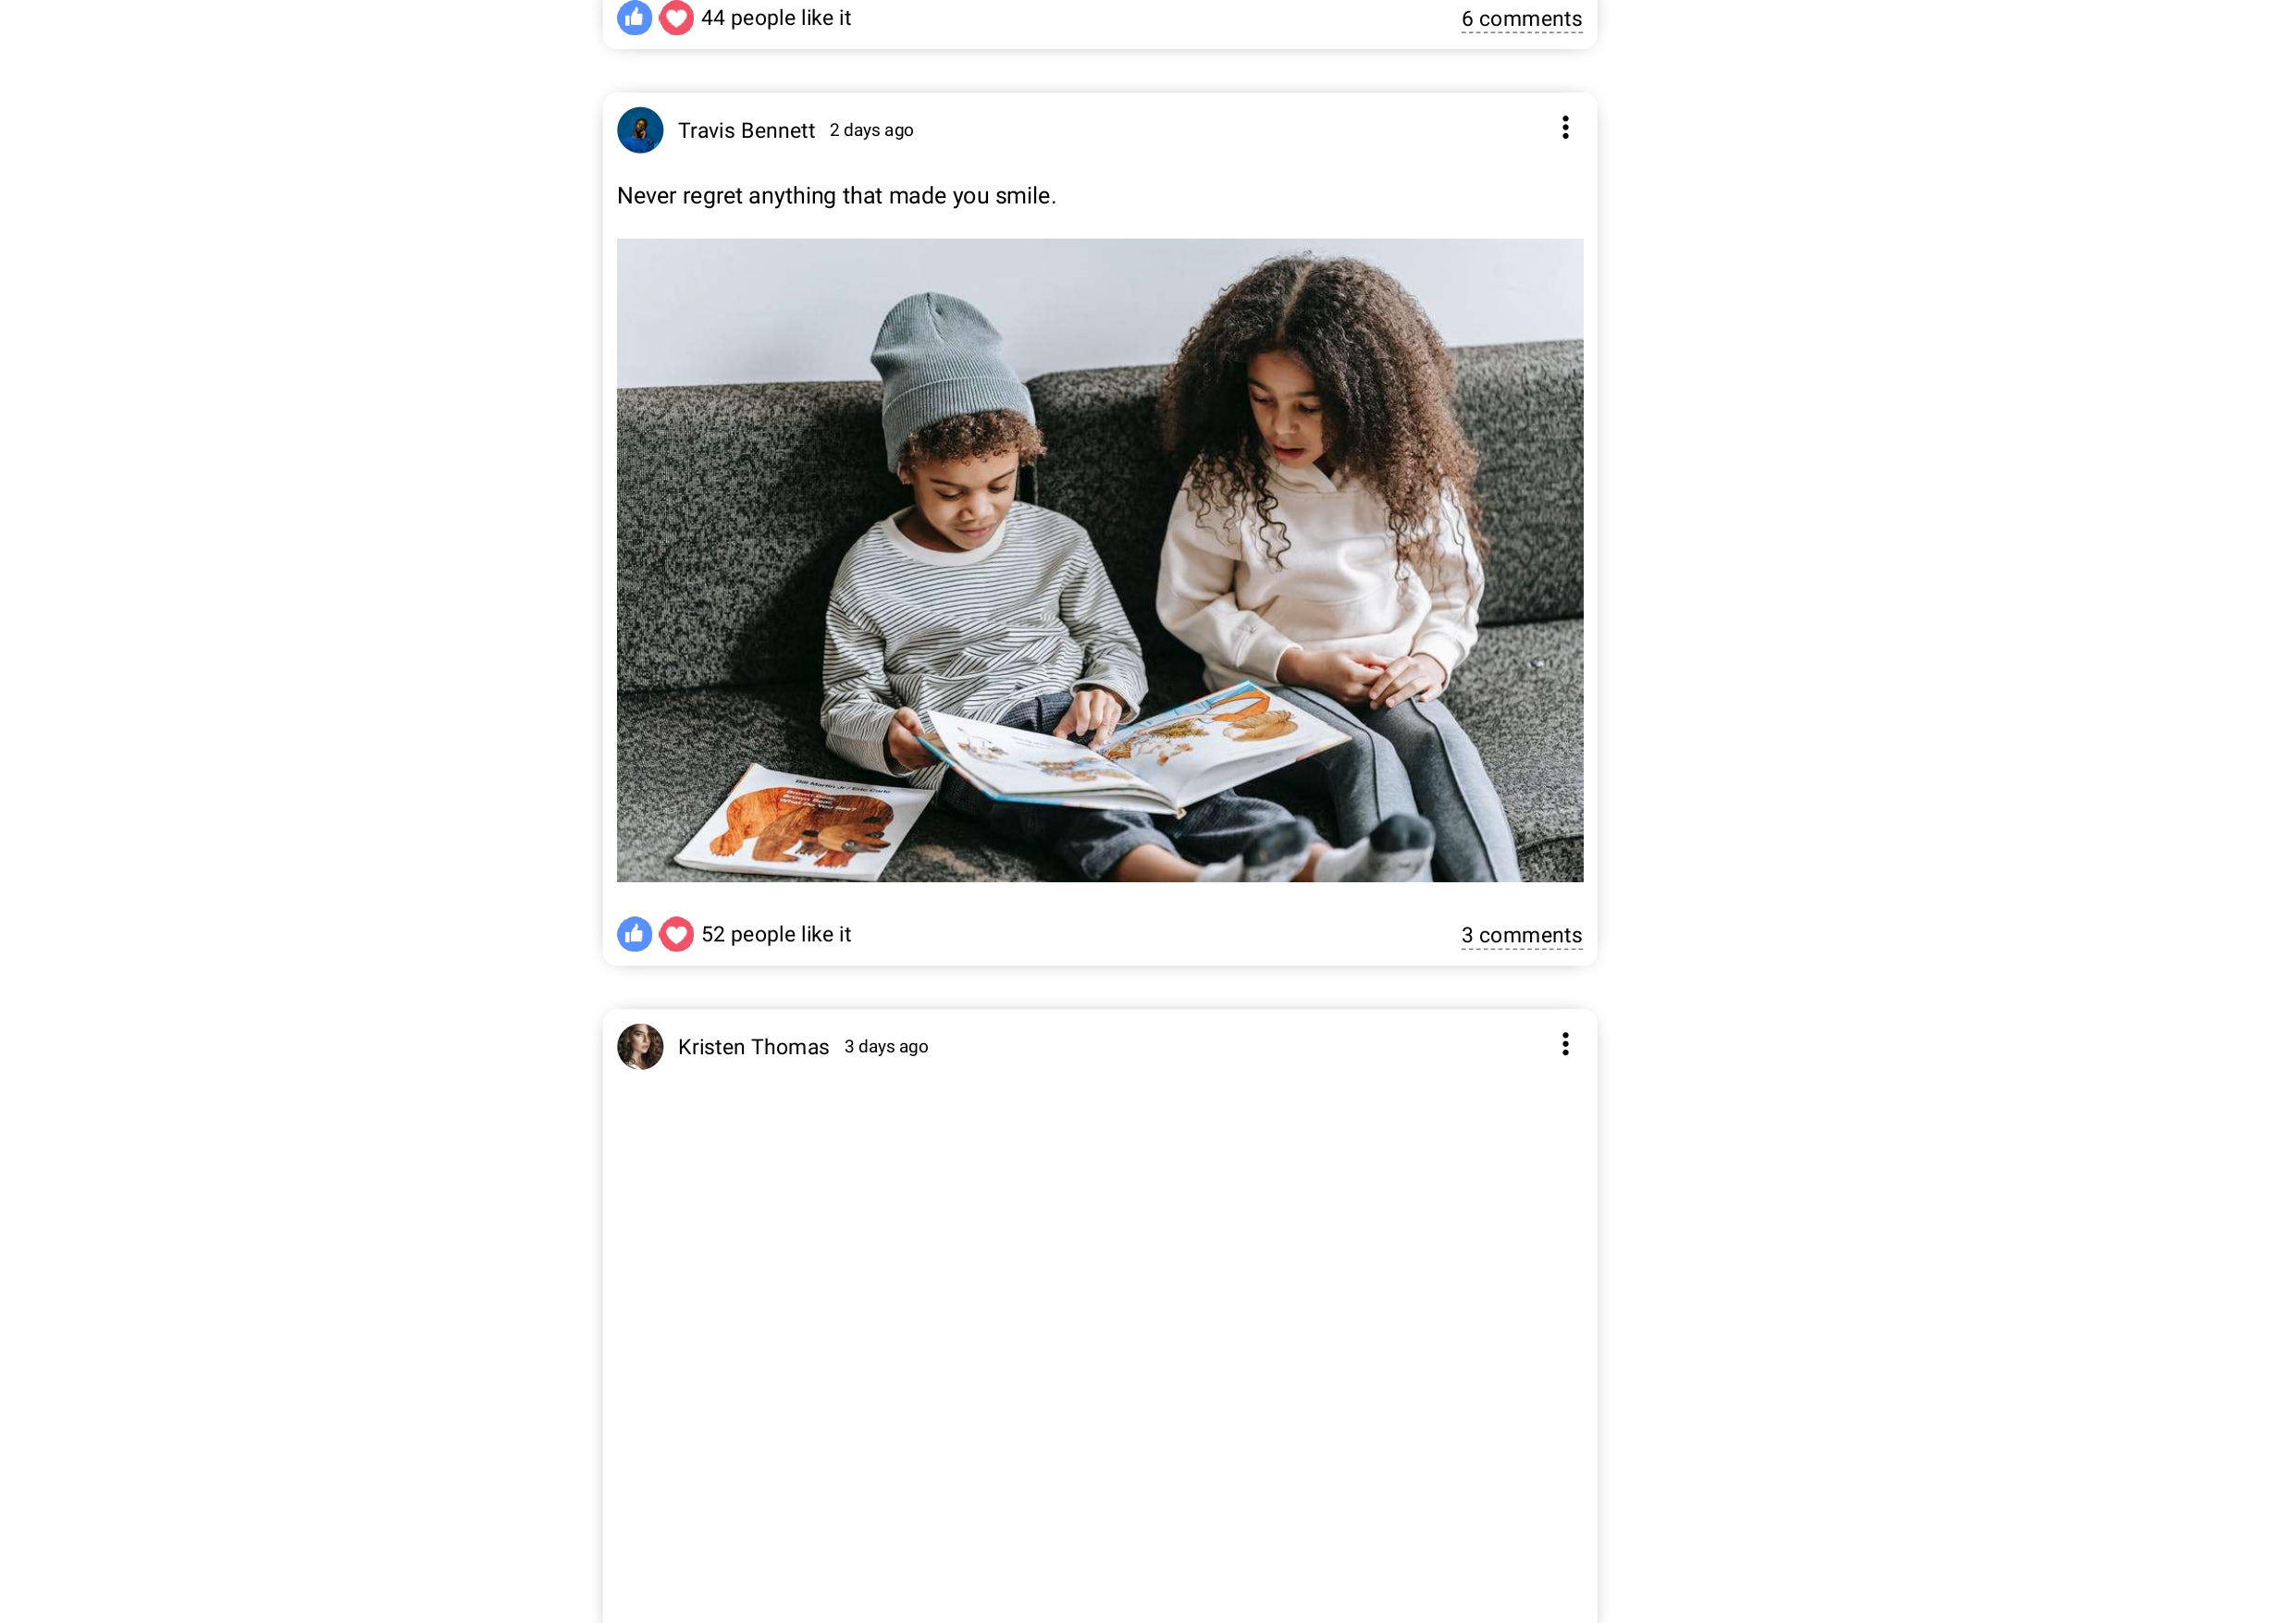 44 people like it
6 comments
Travis Bennett 2 days ago
Never regret anything that made you smile.
Bill Martin Jr / Eric Carle
Brown Bear,
Brown Bear,
What Do You See?
52 people like it
3 comments
Kristen Thomas 3 days ago